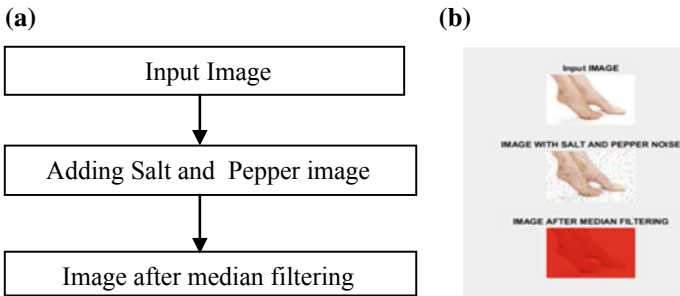 (a)
Input Image
Adding Salt and Pepper image
Image after median filtering
(b)
Input IMAGE
IMAGE WITH SALT AND PEPPER NOISE
IMAGE AFTER MEDIAN FILTERING